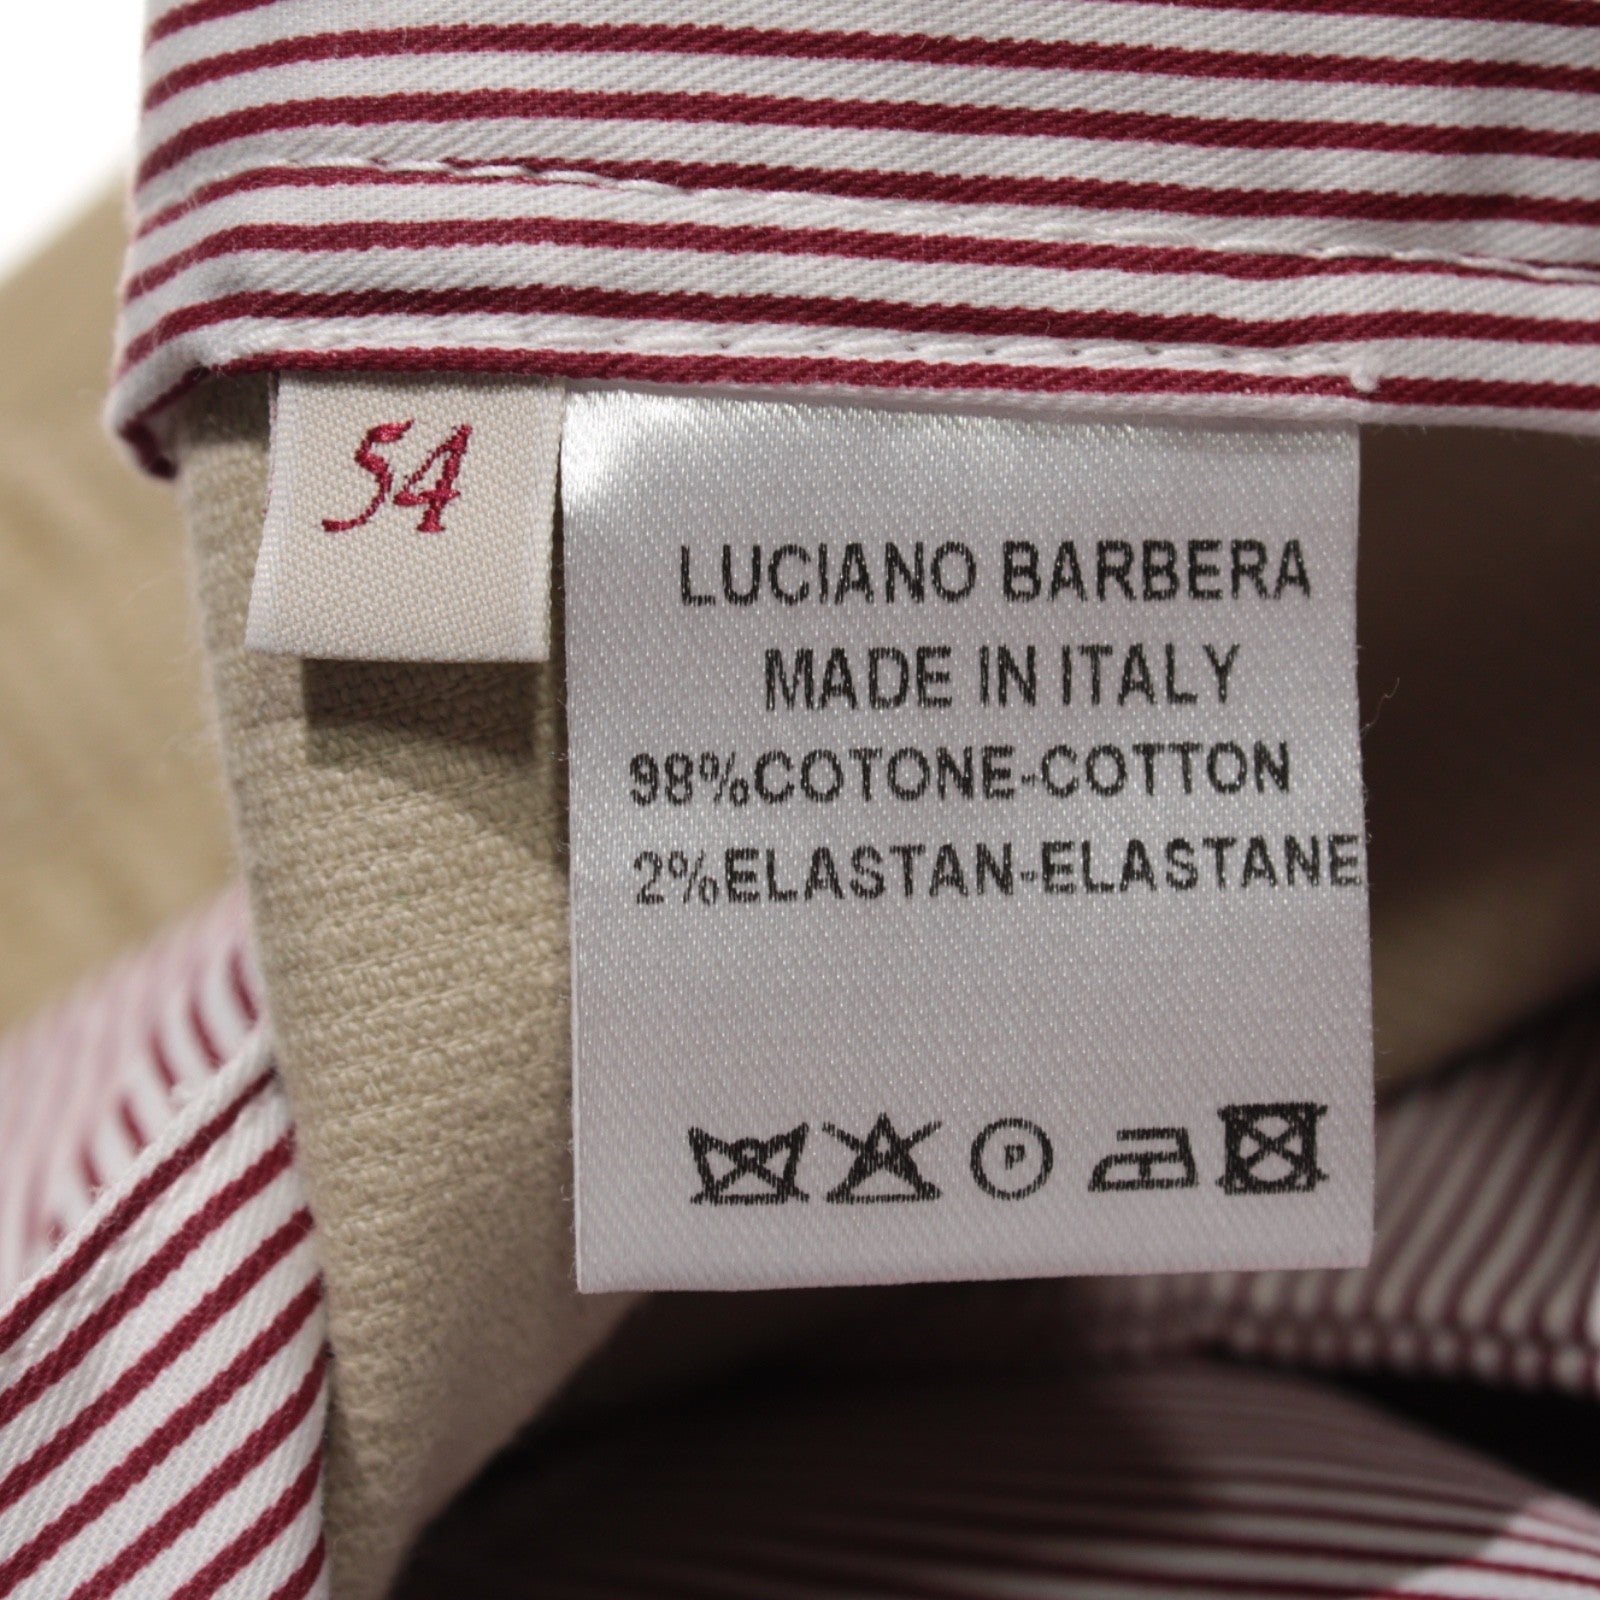 54
LUCIANO BARBERA
MADE IN ITALY
98%COTONE-COTTON
2%ELASTAN-ELASTANE
P